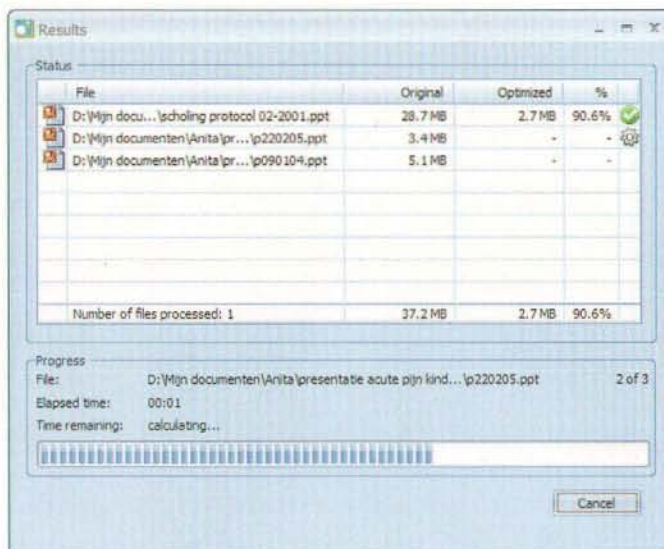 Results
Status
File Original Optimized %
D:\Mijn docu...\scholing protocol 02-2001.ppt 28.7 MB 2.7 MB 90.6%
D:\Mijn documenten\Anita\pr...\p220205.ppt 3.4 MB - -
D:\Mijn documenten\Anita\pr...\p090104.ppt 5.1 MB - -
Number of files processed: 1 37.2 MB 2.7 MB 90.6%
Progress
File: D:\Mijn documenten\Anita\presentatie acute pijn kind...\p220205.ppt 2 of 3
Elapsed time: 00:01
Time remaining: calculating...
Cancel